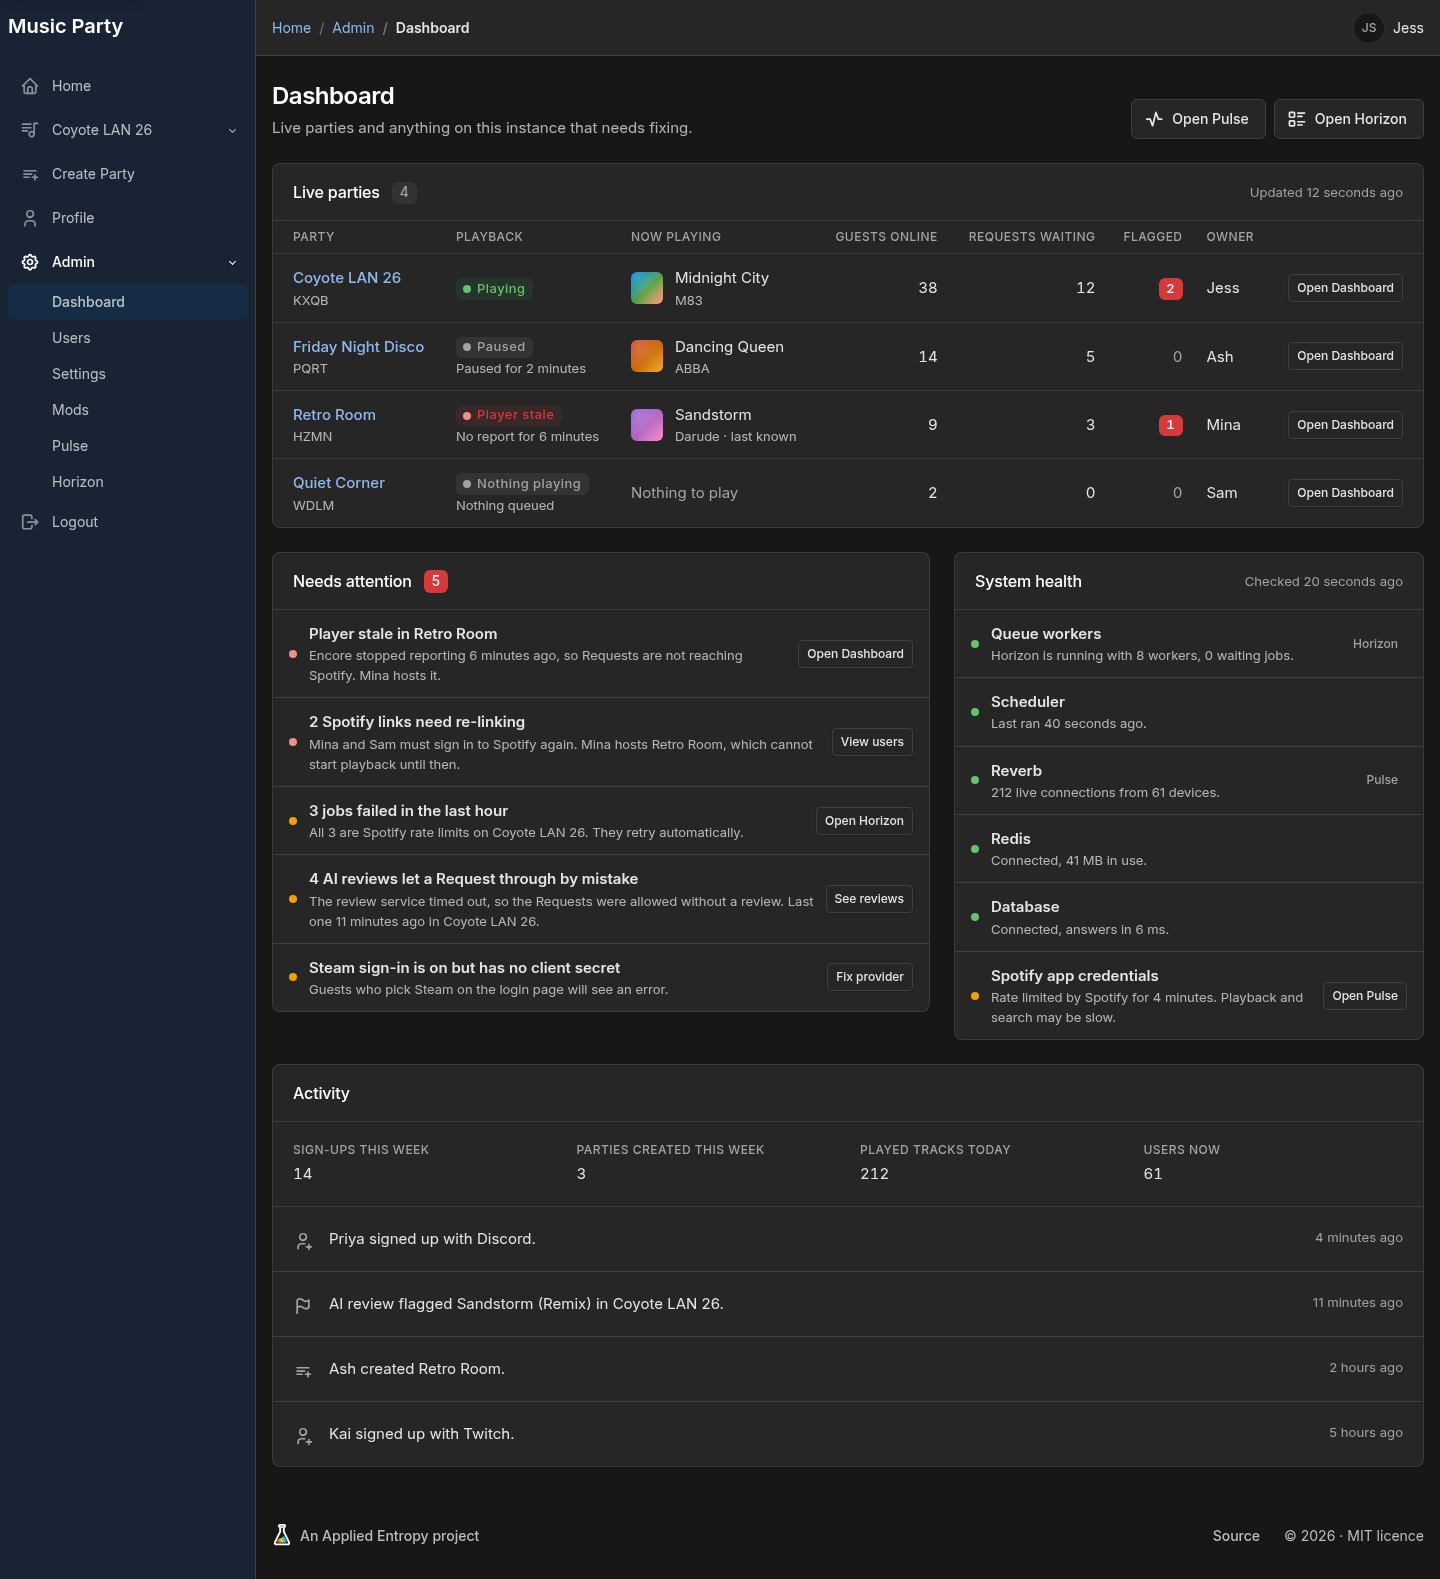 Music Party
Home
Coyote LAN 26
Create Party
Profile
Admin
Dashboard
Users
Settings
Mods
Pulse
Horizon
Logout
Home / Admin / Dashboard
JS Jess
Dashboard
Live parties and anything on this instance that needs fixing.
Open Pulse
Open Horizon
Live parties 4
Updated 12 seconds ago
PARTY PLAYBACK NOW PLAYING GUESTS ONLINE REQUESTS WAITING FLAGGED OWNER
Coyote LAN 26 Playing Midnight City 38 12 2 Jess Open Dashboard
KXQB M83
Friday Night Disco Paused Dancing Queen 14 5 0 Ash Open Dashboard
PQRT Paused for 2 minutes ABBA
Retro Room Player stale Sandstorm 9 3 1 Mina Open Dashboard
HZMN No report for 6 minutes Darude · last known
Quiet Corner Nothing playing Nothing to play 2 0 0 Sam Open Dashboard
WDLM Nothing queued
Needs attention 5
Player stale in Retro Room
Encore stopped reporting 6 minutes ago, so Requests are not reaching
Spotify. Mina hosts it.
Open Dashboard
2 Spotify links need re-linking
Mina and Sam must sign in to Spotify again. Mina hosts Retro Room, which cannot
start playback until then.
View users
3 jobs failed in the last hour
All 3 are Spotify rate limits on Coyote LAN 26. They retry automatically.
Open Horizon
4 AI reviews let a Request through by mistake
The review service timed out, so the Requests were allowed without a review. Last
one 11 minutes ago in Coyote LAN 26.
See reviews
Steam sign-in is on but has no client secret
Guests who pick Steam on the login page will see an error.
Fix provider
System health
Checked 20 seconds ago
Queue workers
Horizon is running with 8 workers, 0 waiting jobs.
Horizon
Scheduler
Last ran 40 seconds ago.
Reverb
212 live connections from 61 devices.
Pulse
Redis
Connected, 41 MB in use.
Database
Connected, answers in 6 ms.
Spotify app credentials
Rate limited by Spotify for 4 minutes. Playback and
search may be slow.
Open Pulse
Activity
SIGN-UPS THIS WEEK PARTIES CREATED THIS WEEK PLAYED TRACKS TODAY USERS NOW
14 3 212 61
Priya signed up with Discord. 4 minutes ago
AI review flagged Sandstorm (Remix) in Coyote LAN 26. 11 minutes ago
Ash created Retro Room. 2 hours ago
Kai signed up with Twitch. 5 hours ago
An Applied Entropy project
Source © 2026 · MIT licence